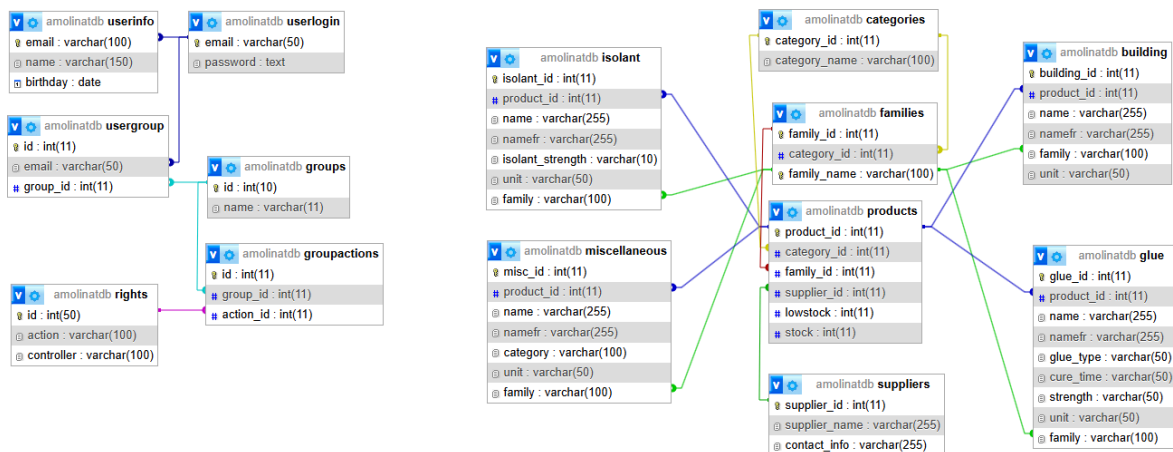 amolinatdb userinfo
email : varchar(100)
name : varchar(150)
birthday : date
amolinatdb userlogin
email : varchar(50)
password : text
amolinatdb usergroup
id : int(11)
email : varchar(50)
group_id : int(11)
amolinatdb groups
id : int(10)
name : varchar(11)
amolinatdb groupactions
id : int(11)
group_id : int(11)
action_id : int(11)
amolinatdb rights
id : int(50)
action : varchar(100)
controller : varchar(100)
amolinatdb isolant
isolant_id : int(11)
product_id : int(11)
name : varchar(255)
namefr : varchar(255)
isolant_strength : varchar(10)
unit : varchar(50)
family : varchar(100)
amolinatdb miscellaneous
misc_id : int(11)
product_id : int(11)
name : varchar(255)
namefr : varchar(255)
category : varchar(100)
unit : varchar(50)
family : varchar(100)
amolinatdb categories
category_id : int(11)
category_name : varchar(100)
amolinatdb families
family_id : int(11)
category_id : int(11)
family_name : varchar(100)
amolinatdb products
product_id : int(11)
category_id : int(11)
family_id : int(11)
supplier_id : int(11)
lowstock : int(11)
stock : int(11)
amolinatdb suppliers
supplier_id : int(11)
supplier_name : varchar(255)
contact_info : varchar(255)
amolinatdb building
building_id : int(11)
product_id : int(11)
name : varchar(255)
namefr : varchar(255)
family : varchar(100)
unit : varchar(50)
amolinatdb glue
glue_id : int(11)
product_id : int(11)
name : varchar(255)
namefr : varchar(255)
glue_type : varchar(50)
cure_time : varchar(50)
strength : varchar(50)
unit : varchar(50)
family : varchar(100)